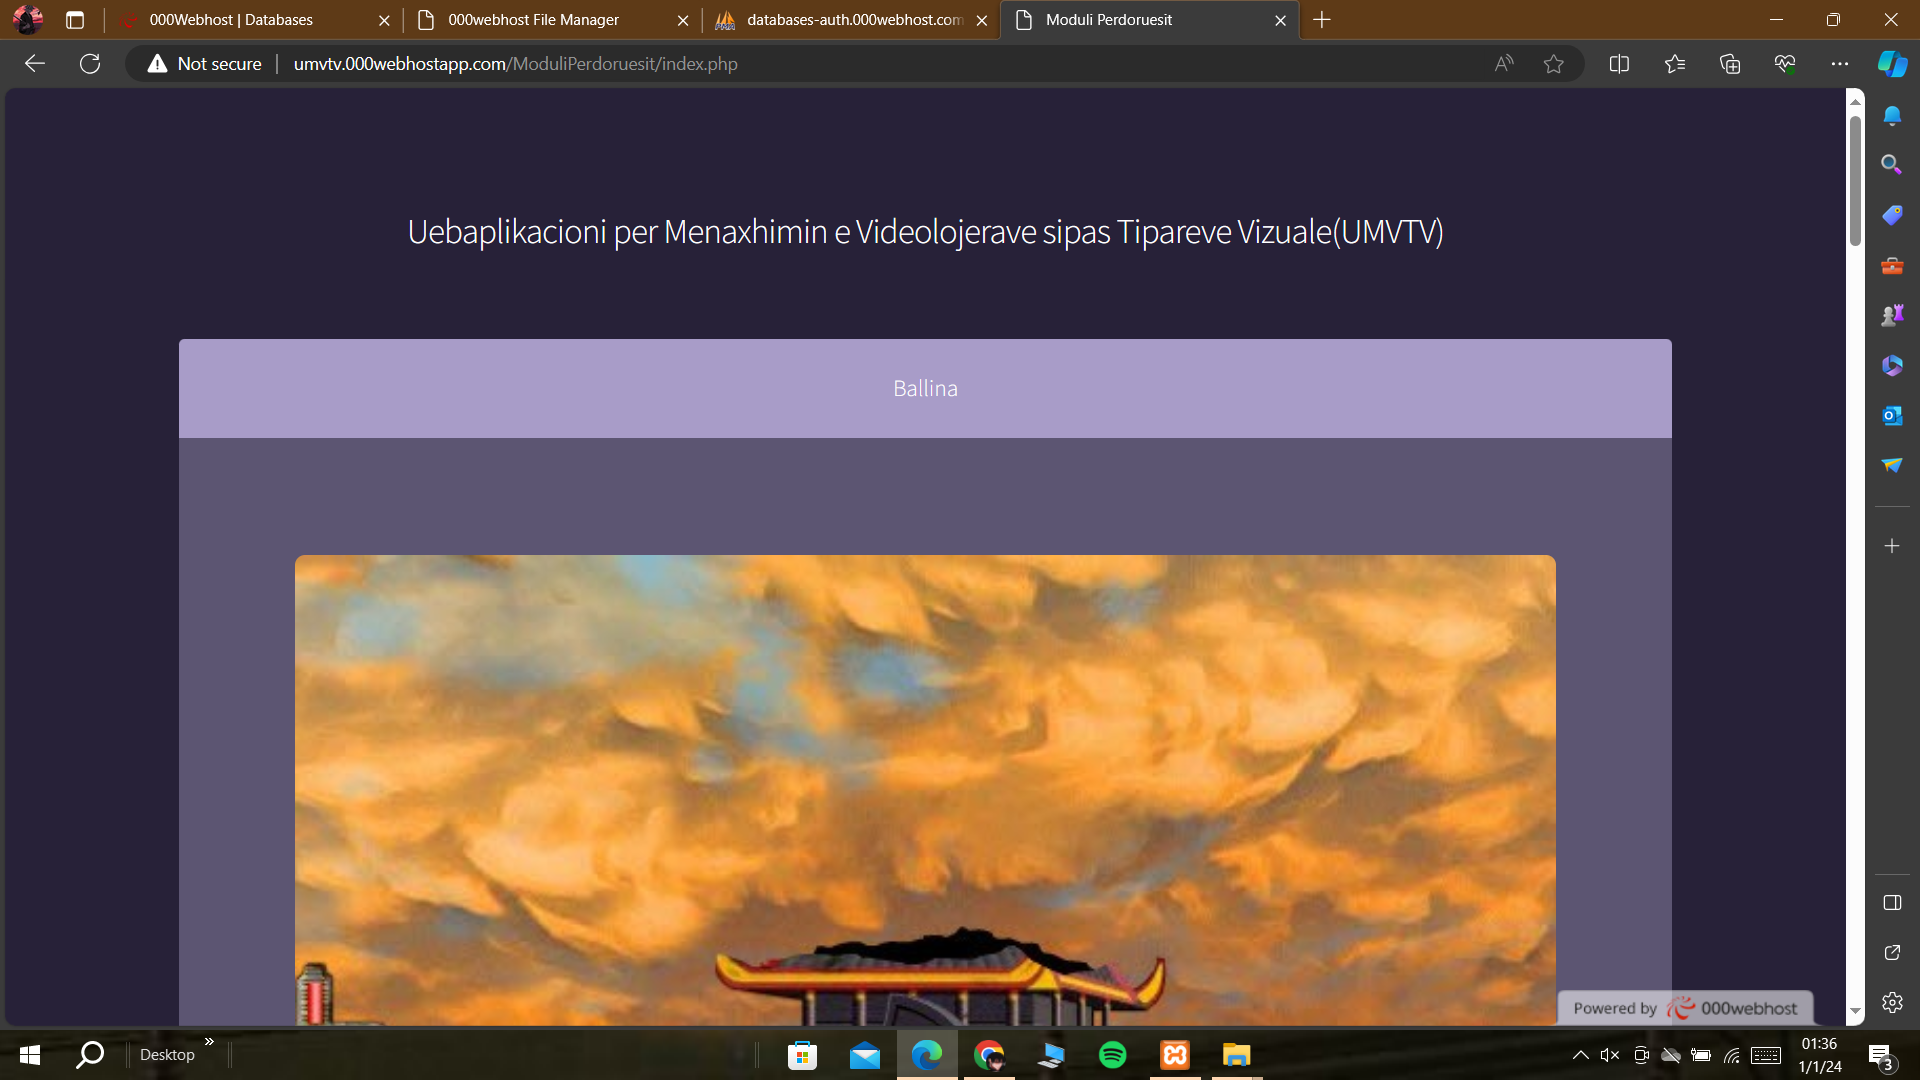 000Webhost | Databases
000webhost File Manager
databases-auth.000webhost.com
Moduli Perdoruesit
Not secure
umvtv.000webhostapp.com/ModuliPerdoruesit/index.php
Uebaplikacioni per Menaxhimin e Videolojerave sipas Tipareve Vizuale(UMVTV)
Ballina
Powered by 000webhost
Desktop
01:36
1/1/24
3